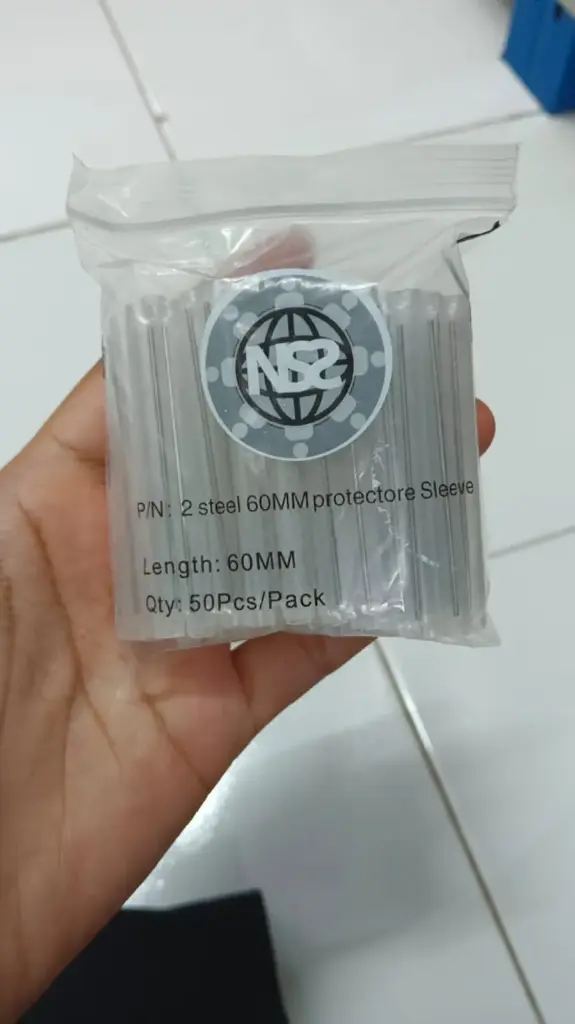 NSS
P/N: 2 steel 60MM protectore Sleeve
Length: 60MM
Qty: 50Pcs/Pack